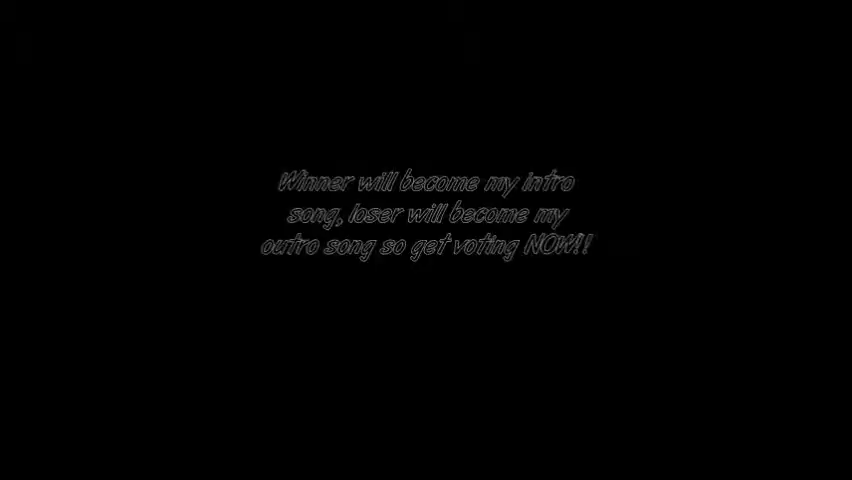 Winner will become my intro
song, loser will become my
outro song so get voting NOW!!